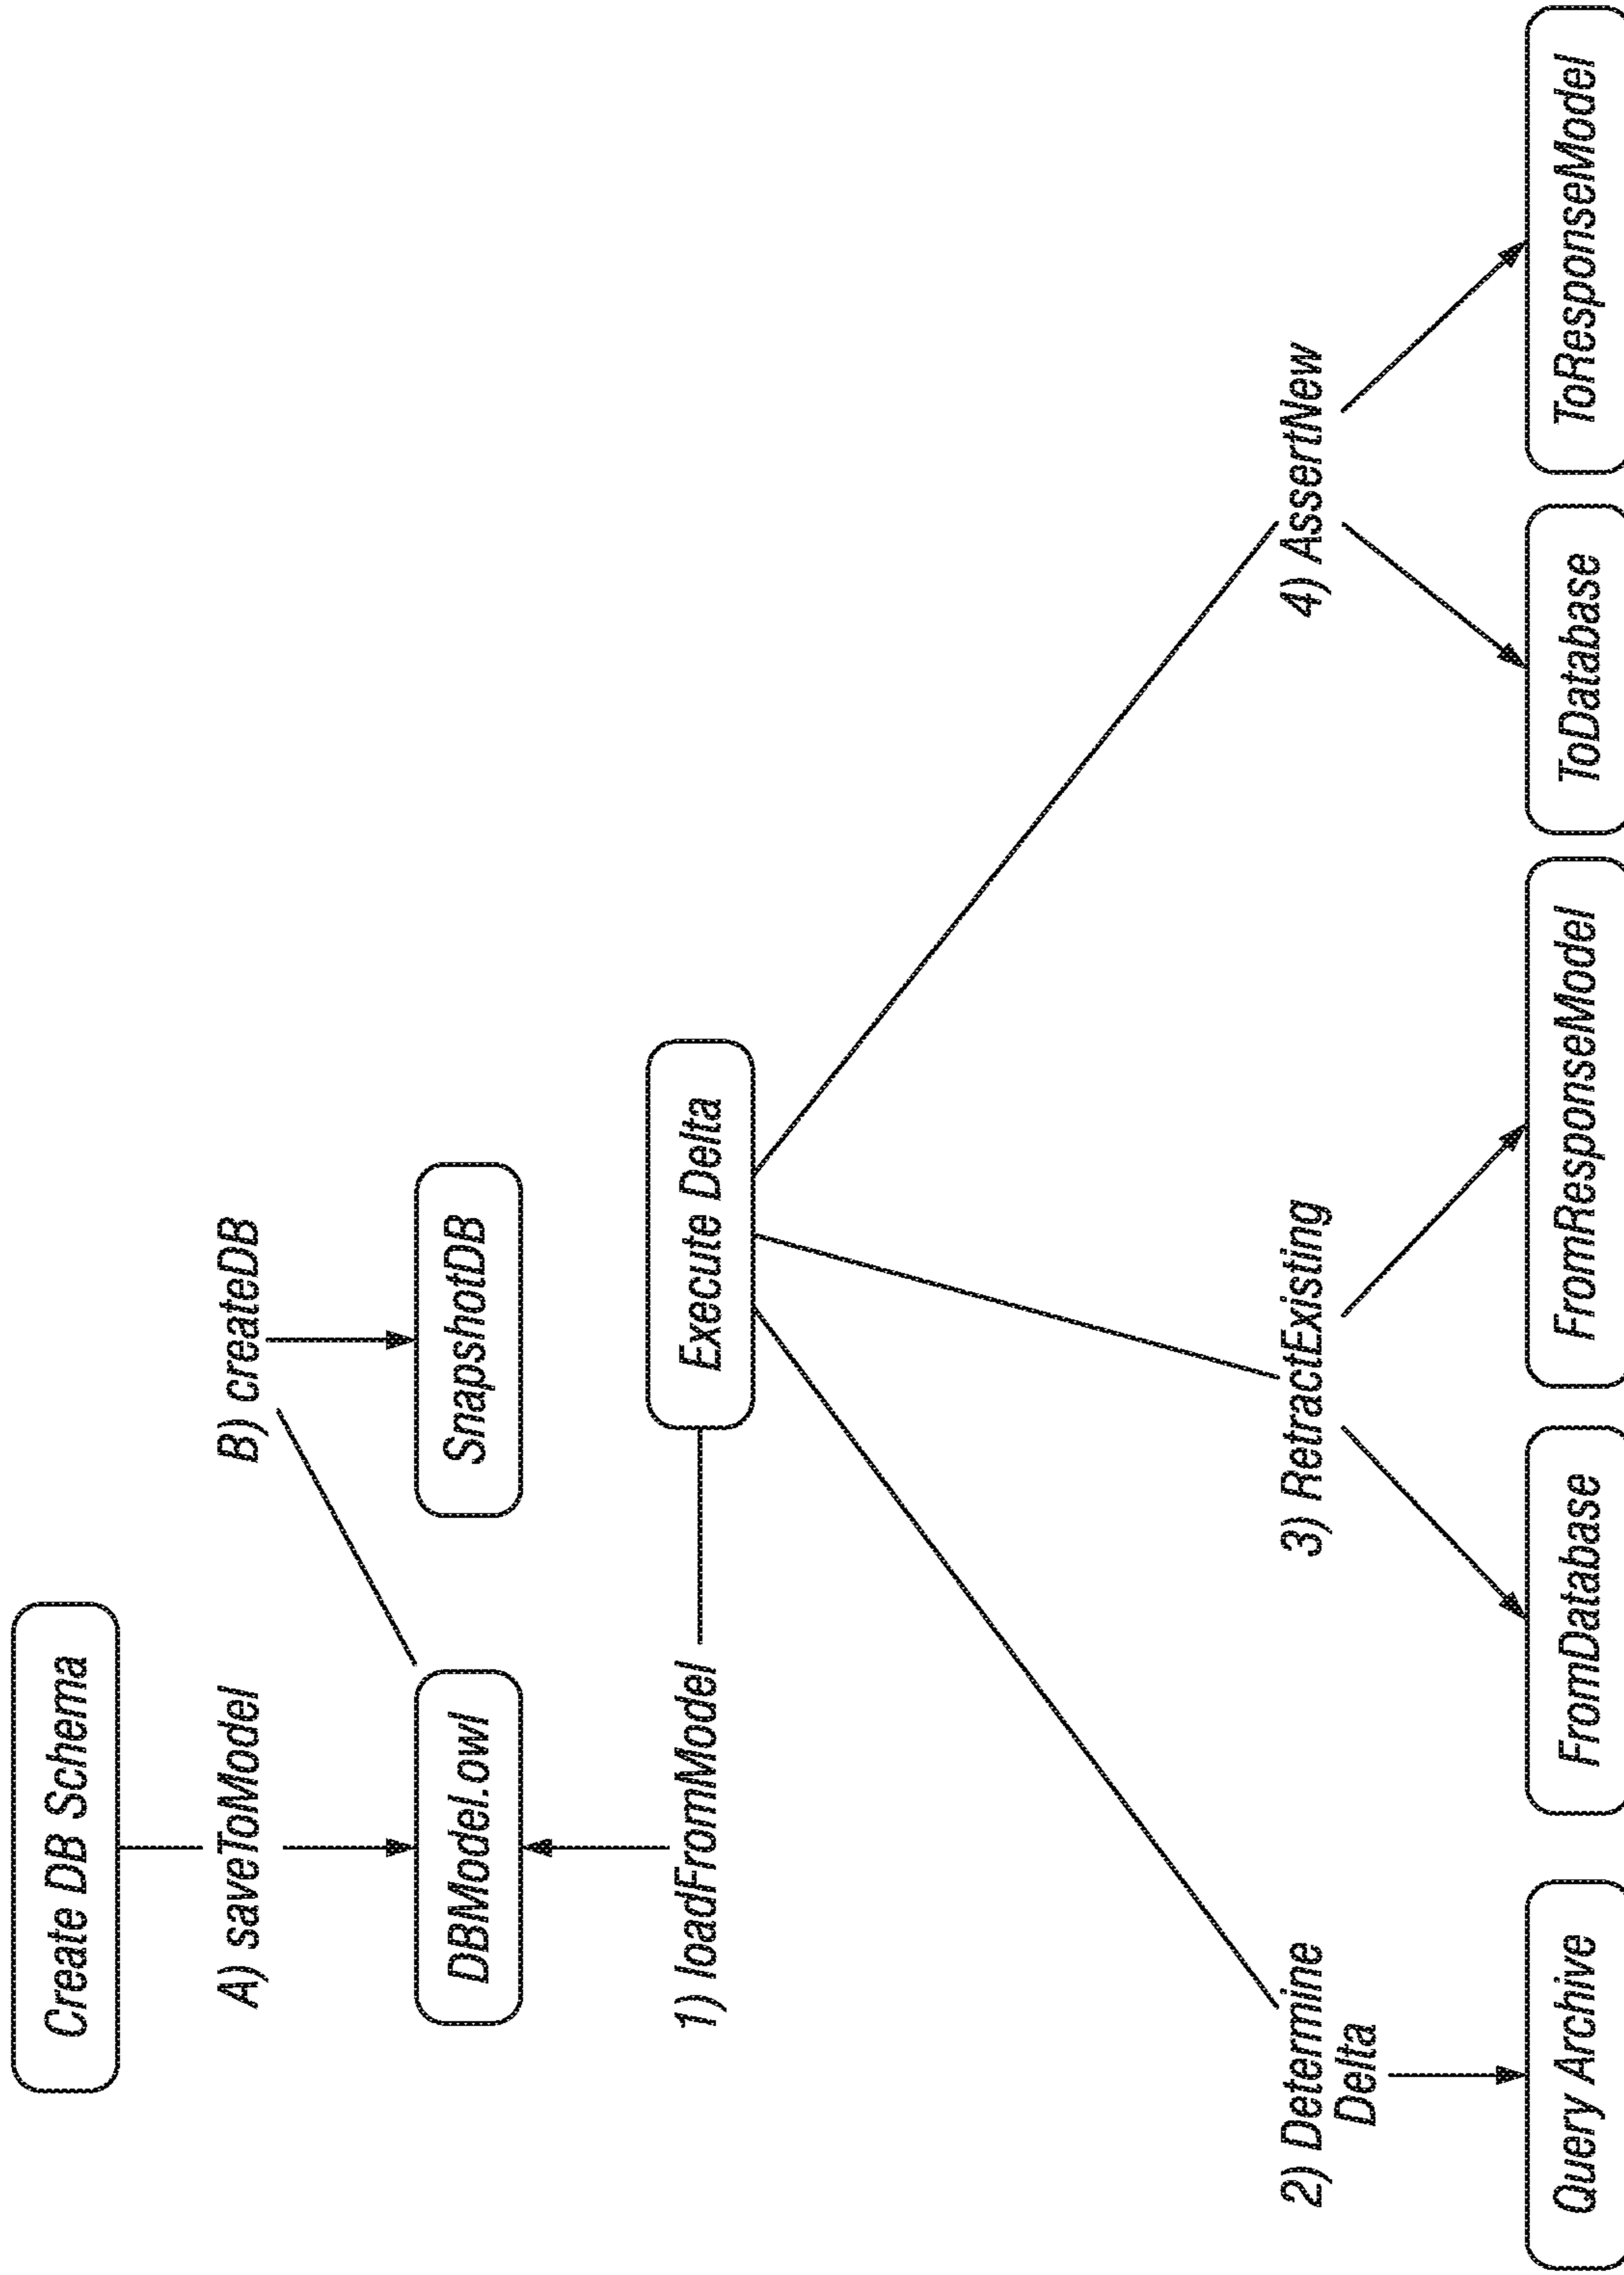 Create DB Schema
A) saveToModel
B) createDB
DBModel.owl
SnapshotDB
1) loadFromModel
Execute Delta
2) Determine
Delta
3) RetractExisting
4) AssertNew
Query Archive
FromDatabase
FromResponseModel
ToDatabase
ToResponseModel